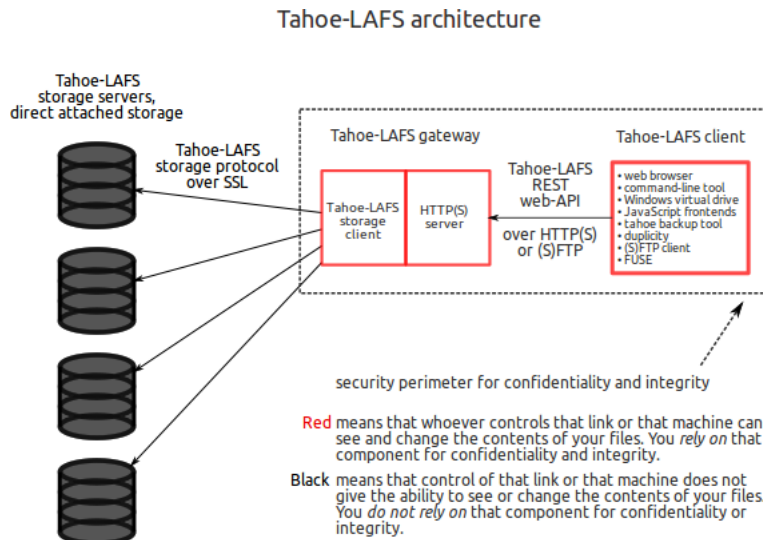 Tahoe-LAFS architecture
Tahoe-LAFS
storage servers,
direct attached storage
Tahoe-LAFS
storage protocol
over SSL
Tahoe-LAFS gateway
Tahoe-LAFS
storage
client
HTTP(S)
server
Tahoe-LAFS
REST
web-API
over HTTP(S)
or (S)FTP
Tahoe-LAFS client
• web browser
• command-line tool
• Windows virtual drive
• JavaScript frontends
• tahoe backup tool
• duplicity
• (S)FTP client
• FUSE
security perimeter for confidentiality and integrity
Red means that whoever controls that link or that machine can
see and change the contents of your files. You rely on that
component for confidentiality and integrity.
Black means that control of that link or that machine does not
give the ability to see or change the contents of your files.
You do not rely on that component for confidentiality or
integrity.